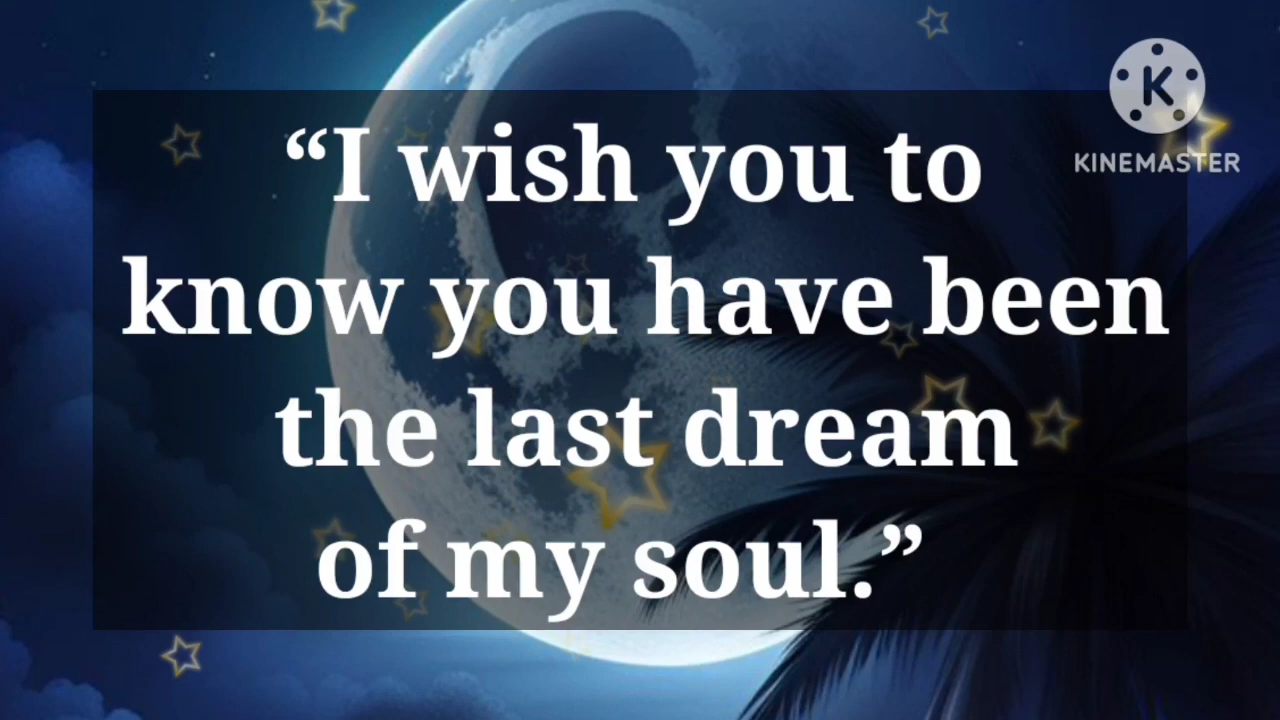 “I wish you to
know you have been
the last dream
of my soul.”
K
KINEMASTER